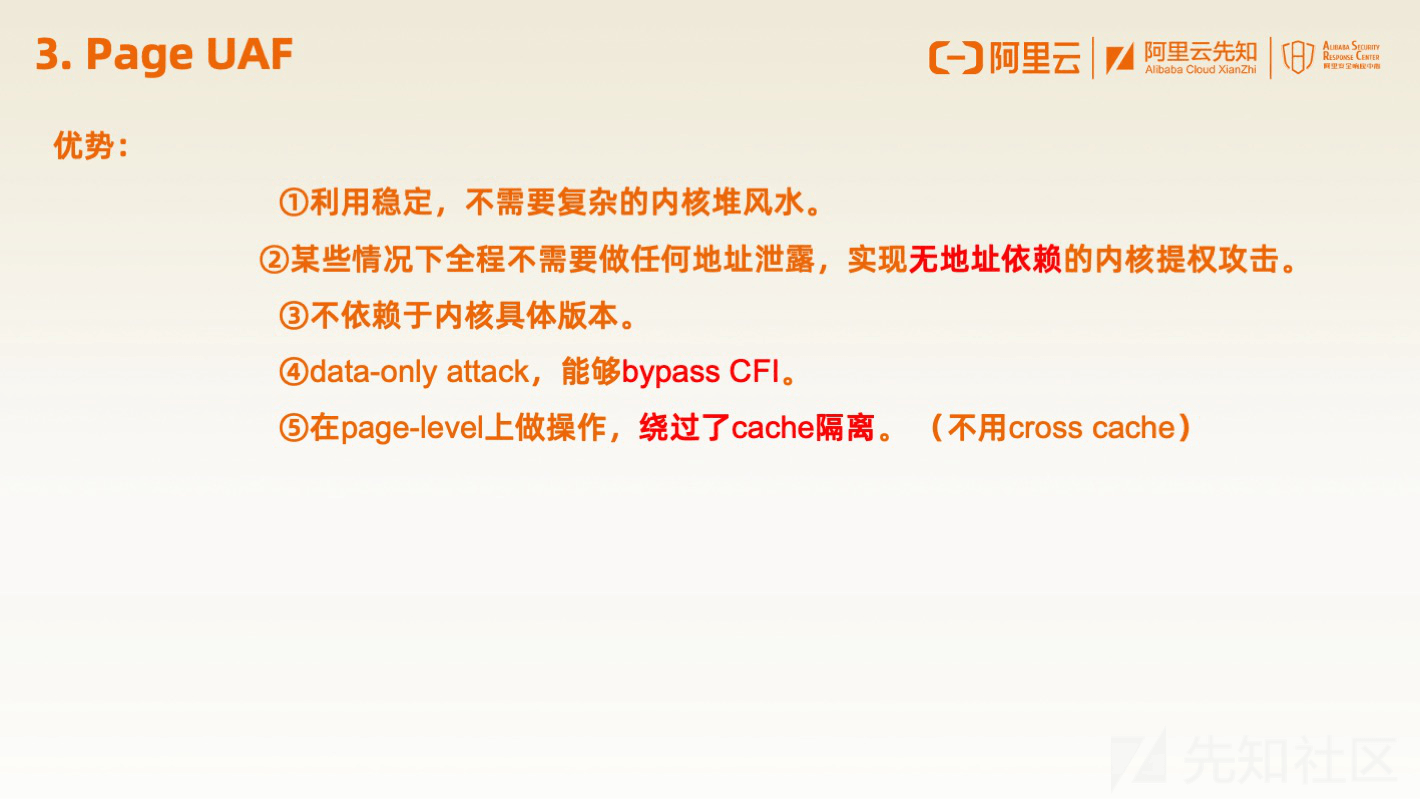 3. Page UAF
阿里云
阿里云先知
Alibaba Cloud XianZhi
ALIBABA SECURITY
RESPONSE CENTER
阿里安全响应中心
优势：
①利用稳定，不需要复杂的内核堆风水。
②某些情况下全程不需要做任何地址泄露，实现无地址依赖的内核提权攻击。
③不依赖于内核具体版本。
④data-only attack，能够bypass CFI。
⑤在page-level上做操作，绕过了cache隔离。（不用cross cache）
先知社区